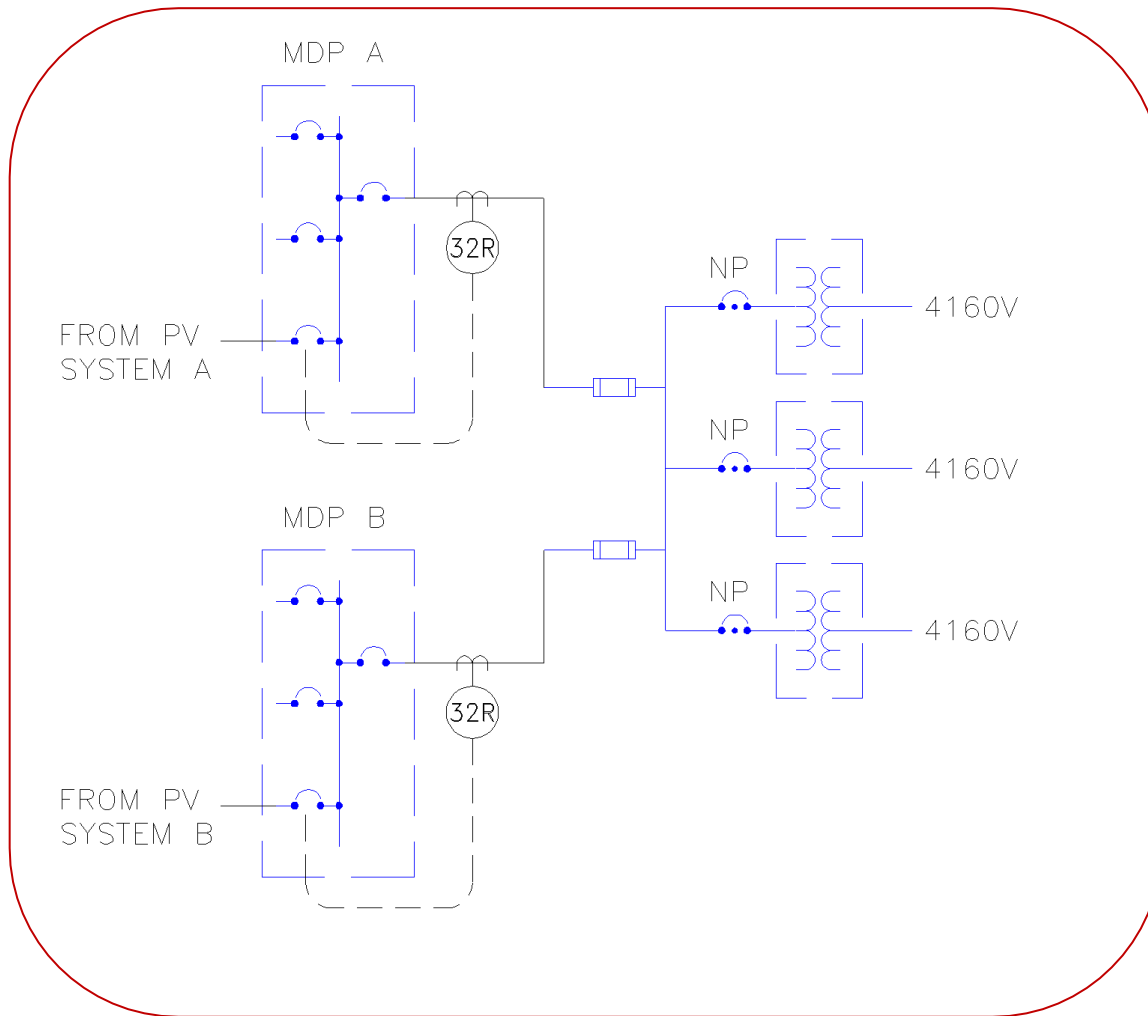 MDP A
32R
FROM PV
SYSTEM A
NP
4160V
NP
4160V
MDP B
32R
NP
4160V
FROM PV
SYSTEM B